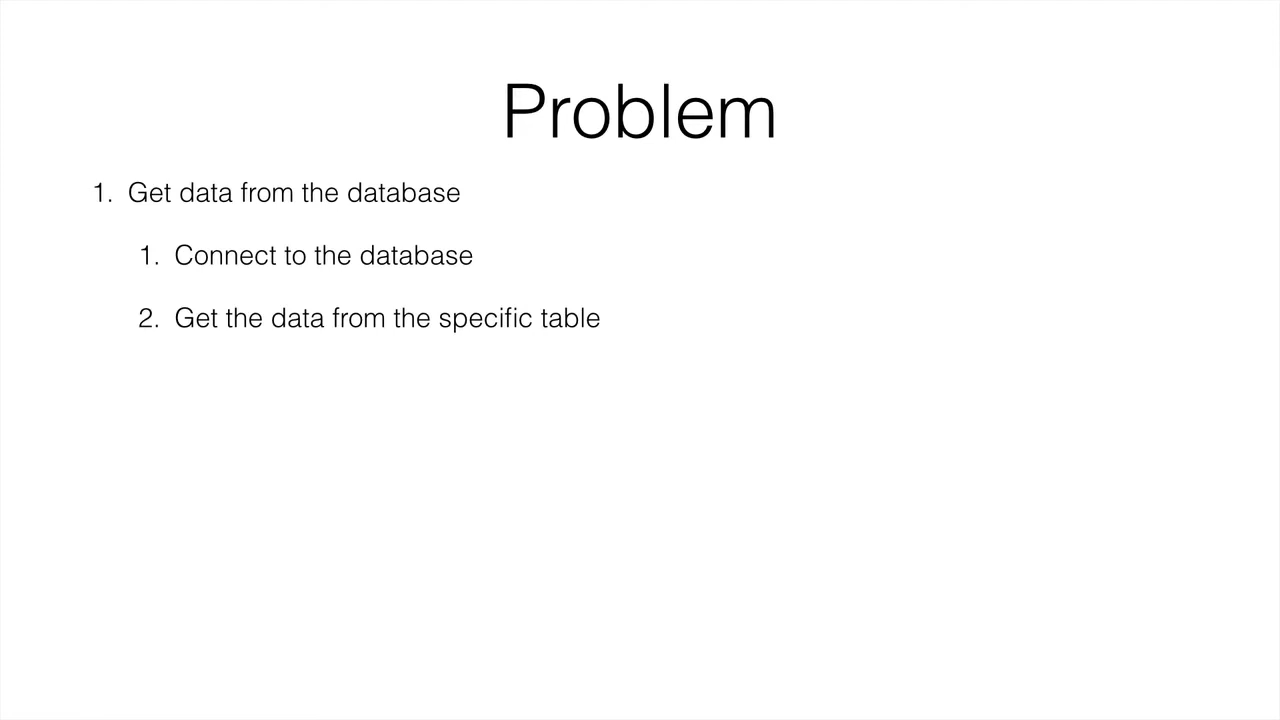 Problem
1. Get data from the database
1. Connect to the database
2. Get the data from the specific table